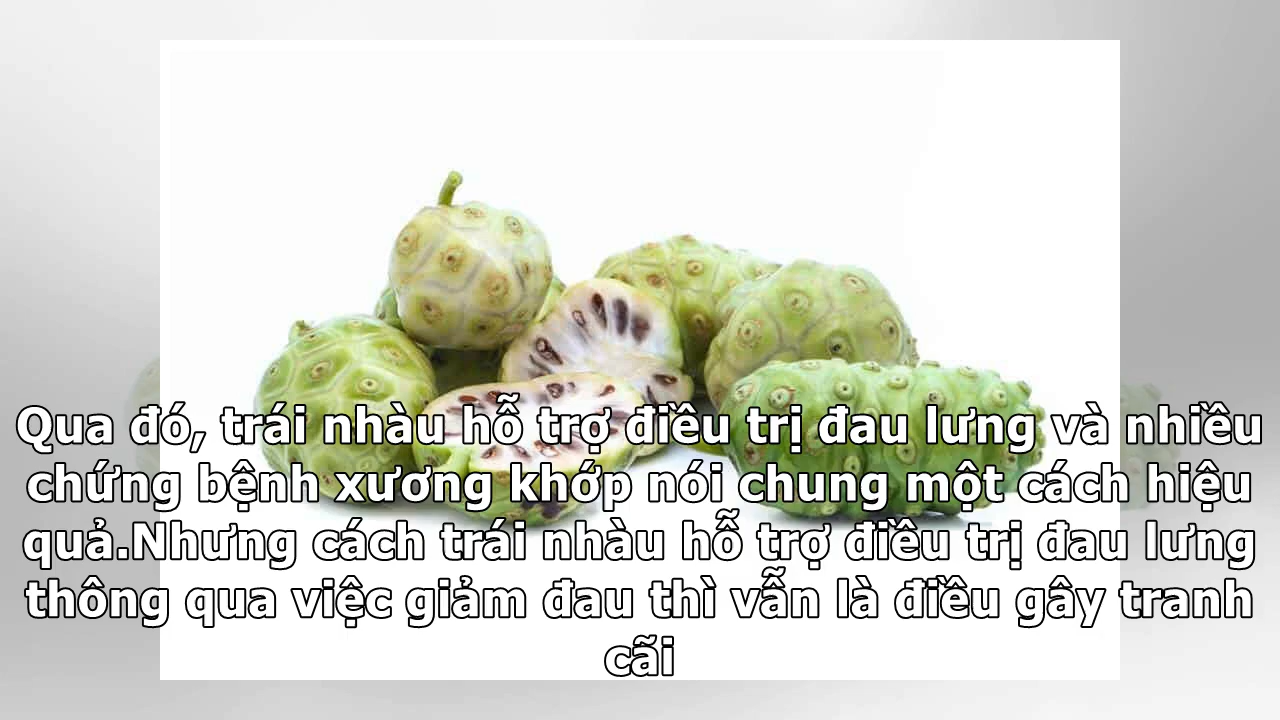 Qua đó, trái nhàu hỗ trợ điều trị đau lưng và nhiều
chứng bệnh xương khớp nói chung một cách hiệu
quả.Nhưng cách trái nhàu hỗ trợ điều trị đau lưng
thông qua việc giảm đau thì vẫn là điều gây tranh
cãi